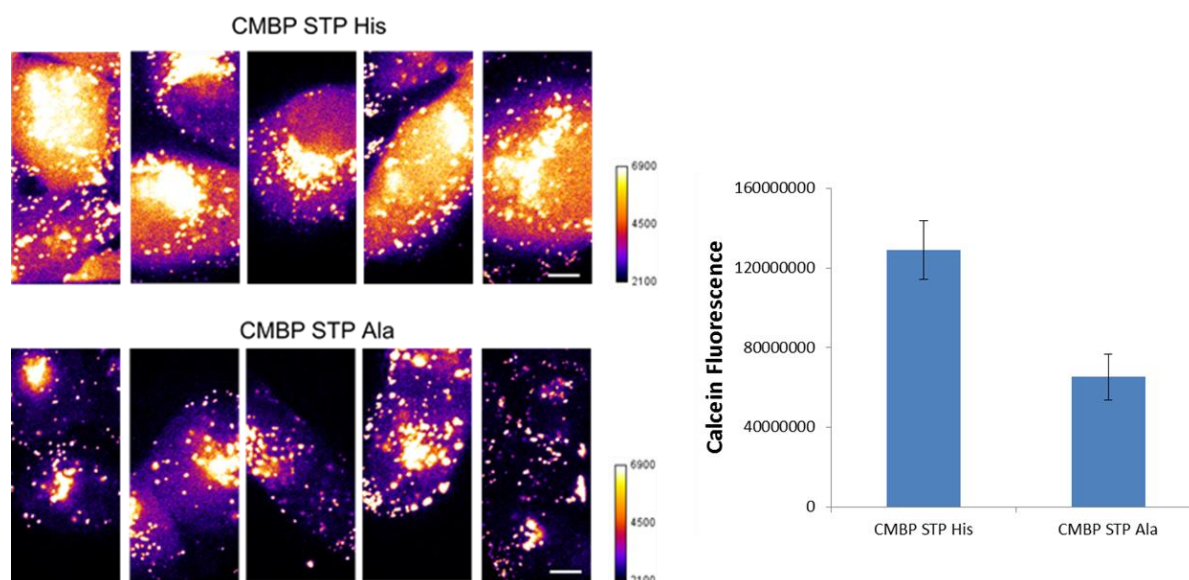 CMBP STP His
6900
4500
2100
CMBP STP Ala
6900
4500
2100
Calcein Fluorescence
160000000
120000000
80000000
40000000
0
CMBP STP His
CMBP STP Ala